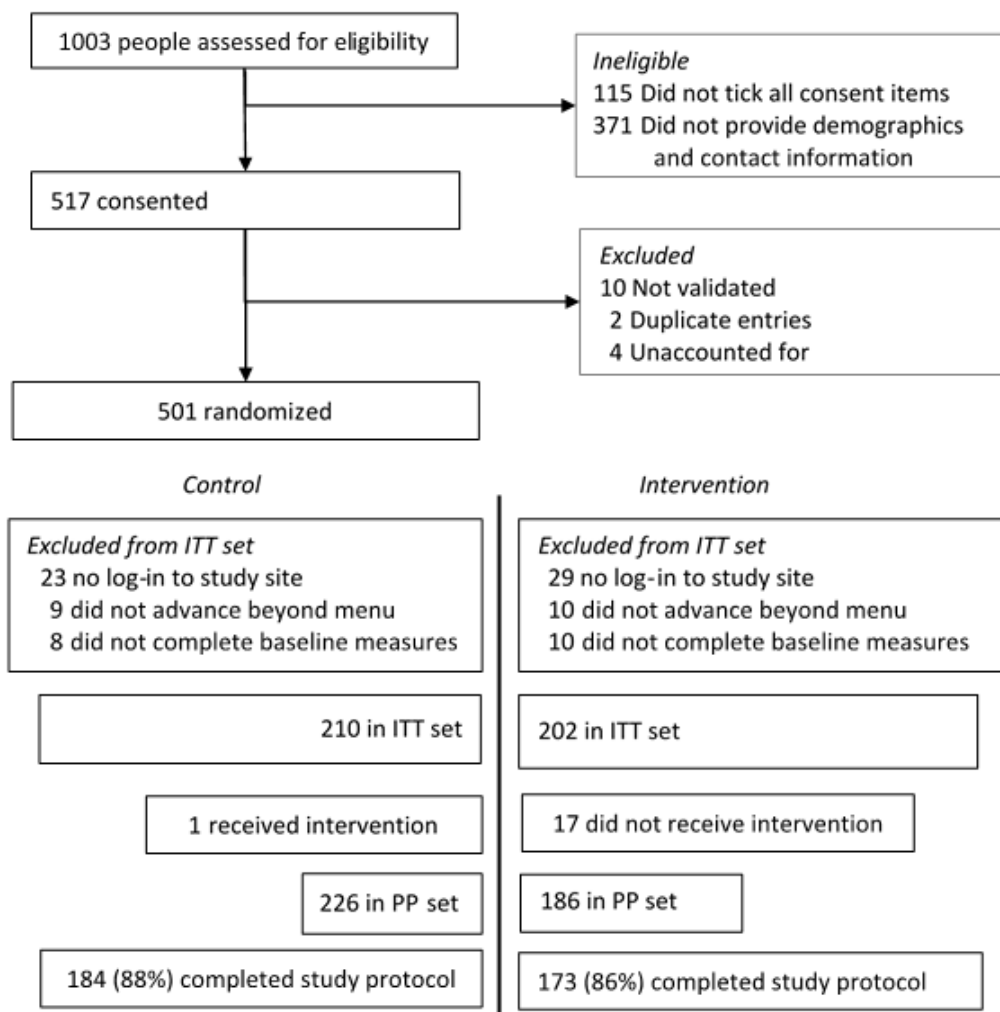 1003 people assessed for eligibility
Ineligible
115 Did not tick all consent items
371 Did not provide demographics
and contact information
517 consented
Excluded
10 Not validated
2 Duplicate entries
4 Unaccounted for
501 randomized
Control
Excluded from ITT set
23 no log-in to study site
9 did not advance beyond menu
8 did not complete baseline measures
210 in ITT set
1 received intervention
226 in PP set
184 (88%) completed study protocol
Intervention
Excluded from ITT set
29 no log-in to study site
10 did not advance beyond menu
10 did not complete baseline measures
202 in ITT set
17 did not receive intervention
186 in PP set
173 (86%) completed study protocol